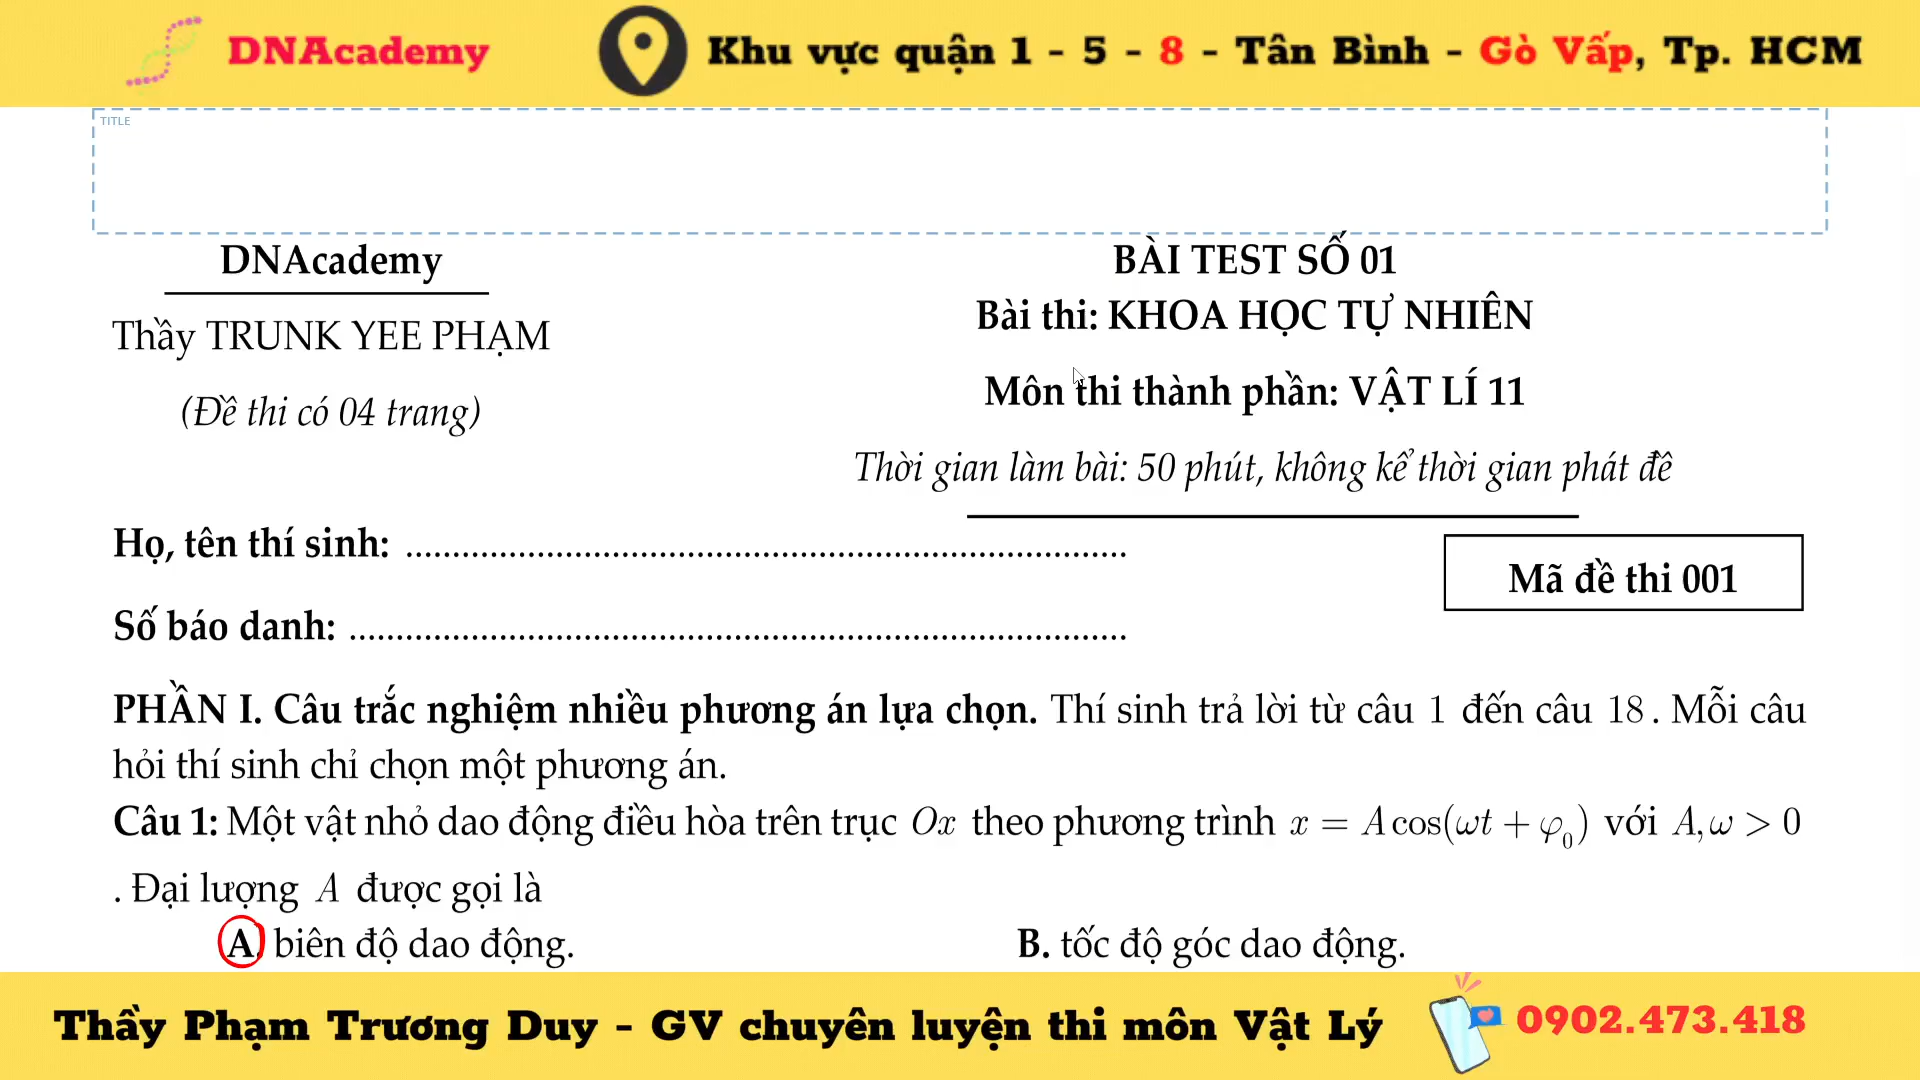 DNAcademy
Khu vực quận 1 - 5 - 8 - Tân Bình - Gò Vấp, Tp. HCM
TITLE
DNAcademy
Thầy TRUNK YEE PHẠM
(Đề thi có 04 trang)
BÀI TEST SỐ 01
Bài thi: KHOA HỌC TỰ NHIÊN
Môn thi thành phần: VẬT LÍ 11
Thời gian làm bài: 50 phút, không kể thời gian phát đề
Họ, tên thí sinh: .............................................................................
Mã đề thi 001
Số báo danh: ...................................................................................
PHẦN I. Câu trắc nghiệm nhiều phương án lựa chọn. Thí sinh trả lời từ câu 1 đến câu 18. Mỗi câu
hỏi thí sinh chỉ chọn một phương án.
Câu 1: Một vật nhỏ dao động điều hòa trên trục Ox theo phương trình x = A cos(ωt + φ₀) với A, ω > 0
. Đại lượng A được gọi là
A. biên độ dao động. B. tốc độ góc dao động.
Thầy Phạm Trương Duy - GV chuyên luyện thi môn Vật Lý
0902.473.418